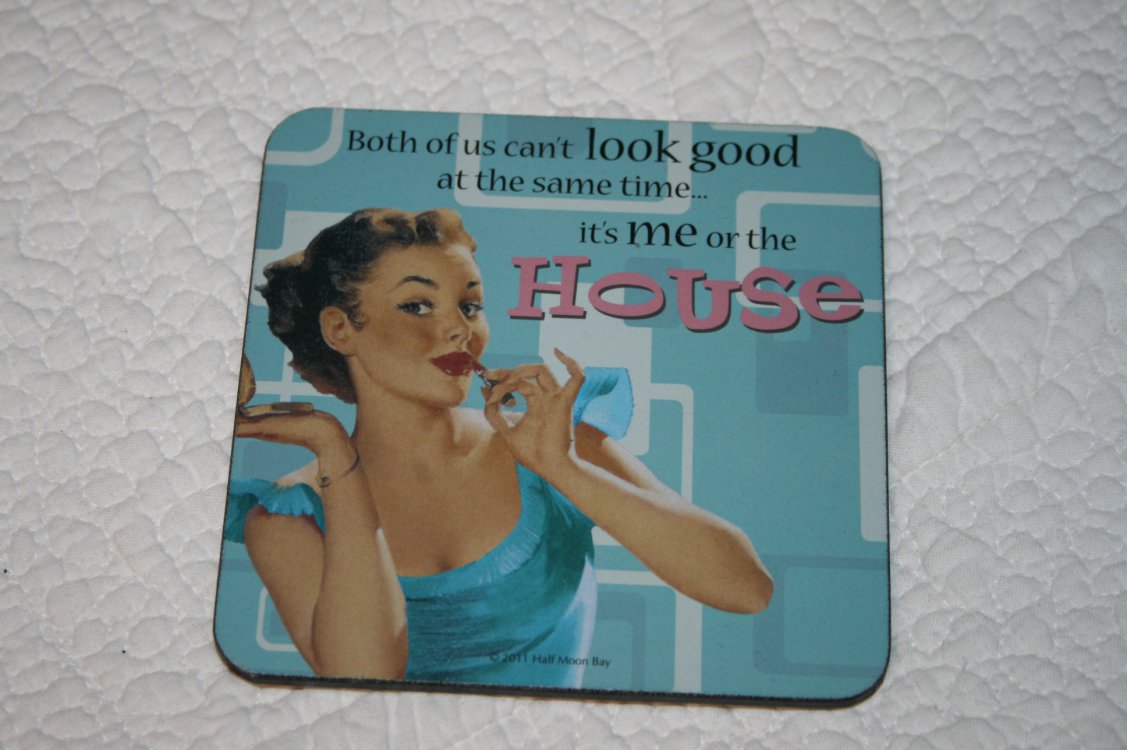 Both of us can't look good
at the same time...
it's me or the
HOUSe
© 2011 Half Moon Bay